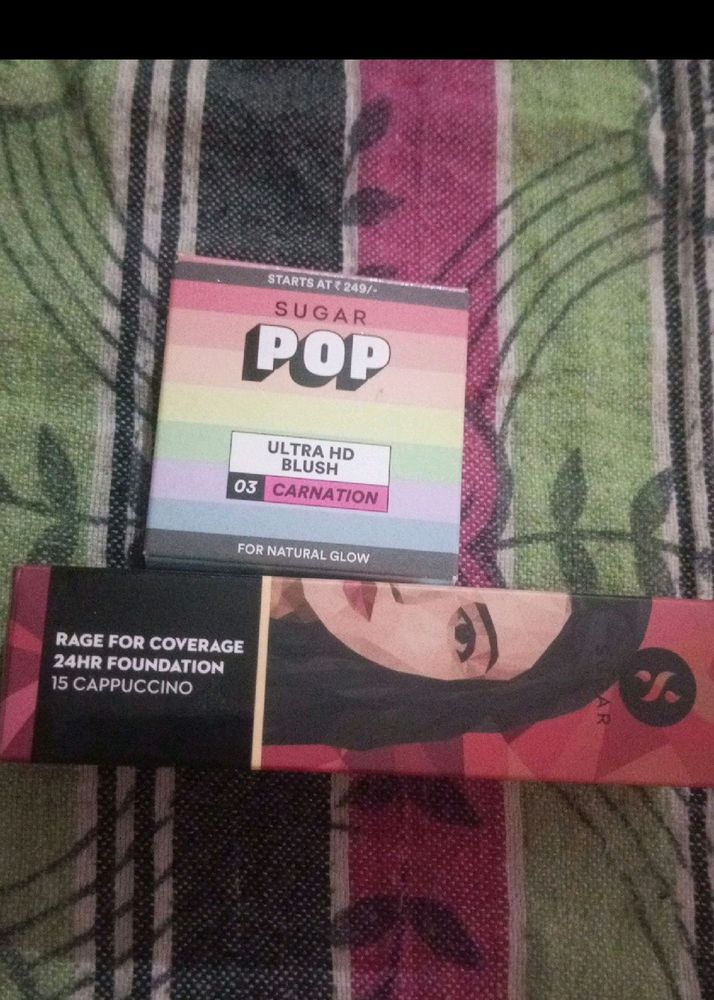 STARTS AT ₹ 249/-
SUGAR
POP
ULTRA HD
BLUSH
03 CARNATION
FOR NATURAL GLOW
RAGE FOR COVERAGE
24HR FOUNDATION
15 CAPPUCCINO
SUGAR